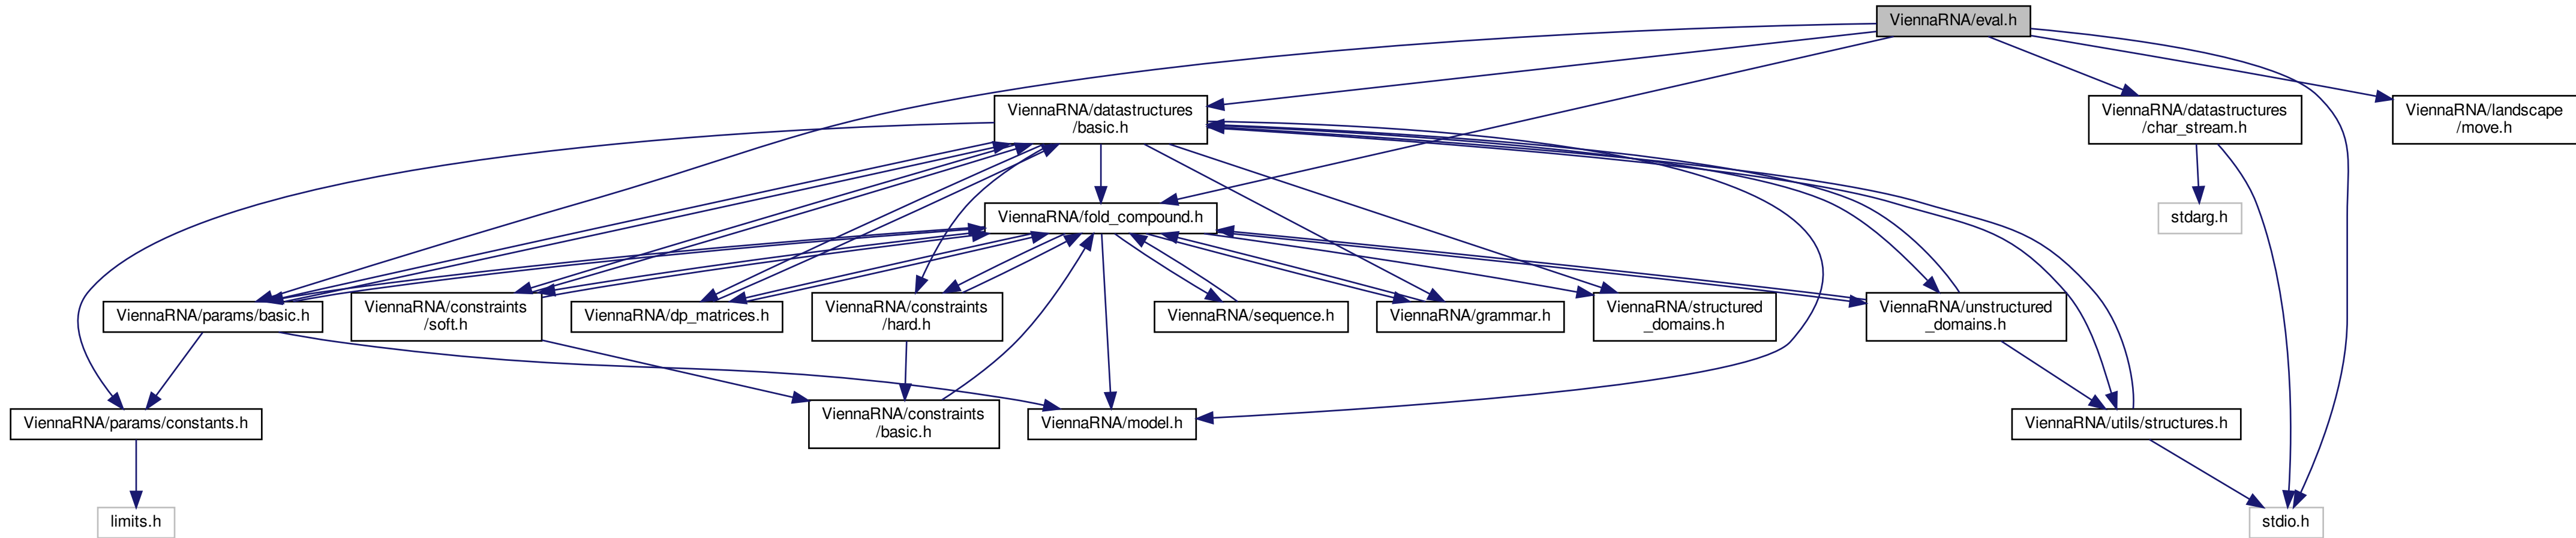 ViennaRNA/eval.h
ViennaRNA/datastructures
/basic.h
ViennaRNA/datastructures
/char_stream.h
ViennaRNA/landscape
/move.h
ViennaRNA/fold_compound.h
stdarg.h
ViennaRNA/params/basic.h
ViennaRNA/constraints
/soft.h
ViennaRNA/dp_matrices.h
ViennaRNA/constraints
/hard.h
ViennaRNA/sequence.h
ViennaRNA/grammar.h
ViennaRNA/structured
_domains.h
ViennaRNA/unstructured
_domains.h
ViennaRNA/params/constants.h
ViennaRNA/constraints
/basic.h
ViennaRNA/model.h
ViennaRNA/utils/structures.h
limits.h
stdio.h